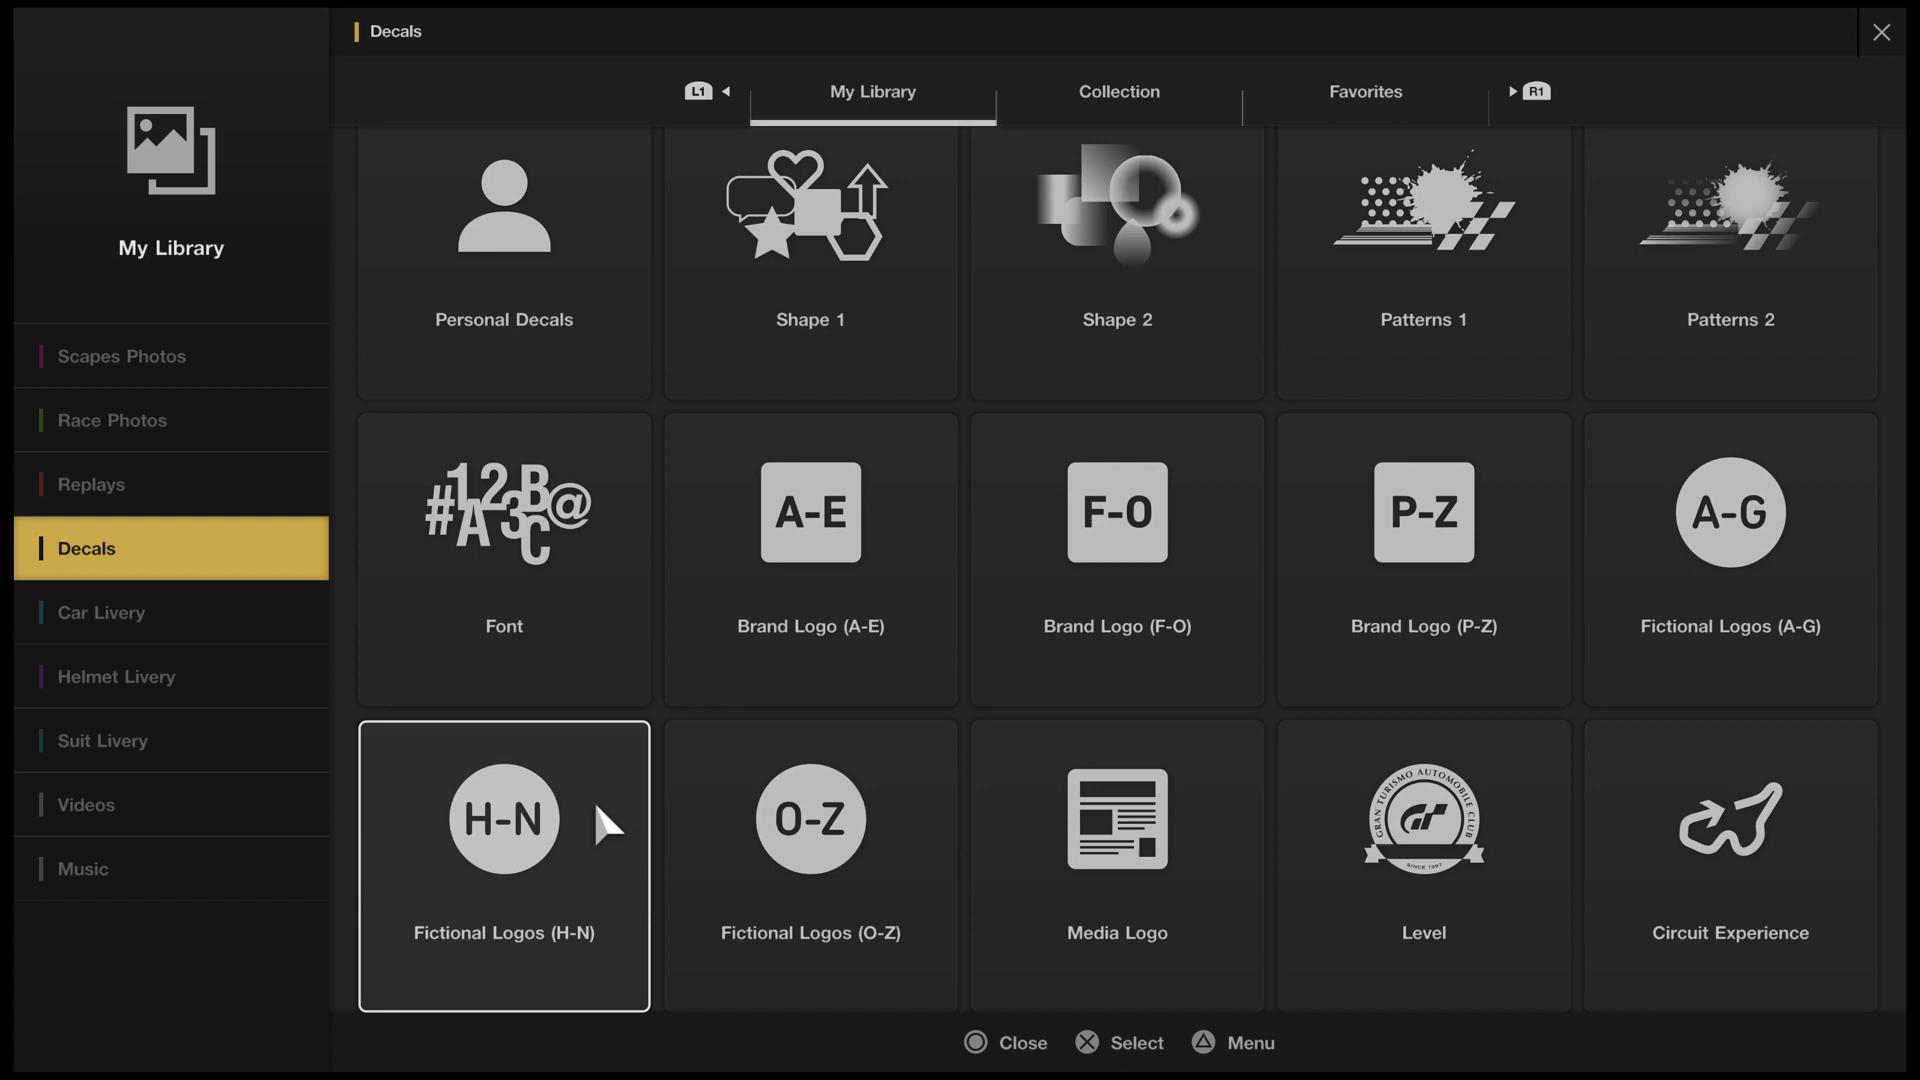 Decals
L1
My Library
Collection
Favorites
R1
My Library
Scapes Photos
Race Photos
Replays
Decals
Car Livery
Helmet Livery
Suit Livery
Videos
Music
Personal Decals
Shape 1
Shape 2
Patterns 1
Patterns 2
#123ABC@
Font
A-E
Brand Logo (A-E)
F-O
Brand Logo (F-O)
P-Z
Brand Logo (P-Z)
A-G
Fictional Logos (A-G)
H-N
Fictional Logos (H-N)
O-Z
Fictional Logos (O-Z)
Media Logo
GRAN TURISMO AUTOMOBILE CLUB
GT
SINCE 1997
Level
Circuit Experience
Close
Select
Menu